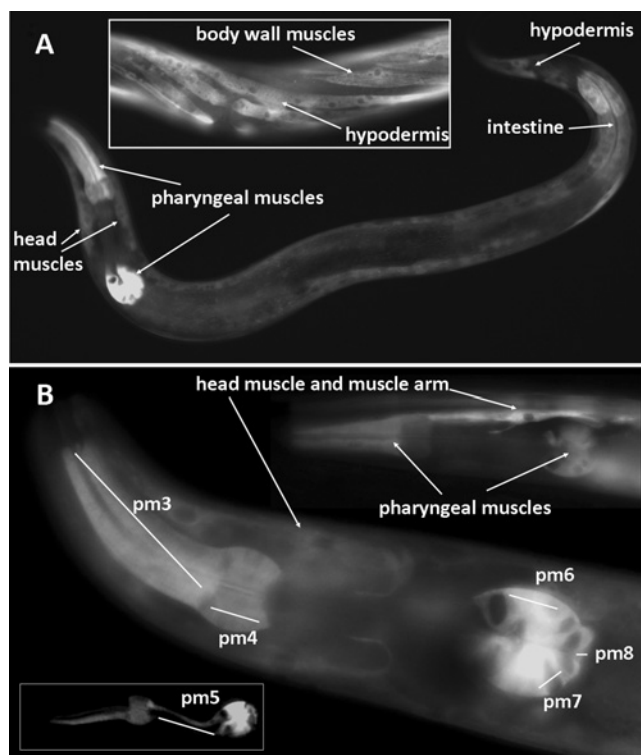 A
body wall muscles
hypodermis
hypodermis
intestine
pharyngeal muscles
head
muscles
B
head muscle and muscle arm
pm3
pharyngeal muscles
pm6
pm4
pm8
pm7
pm5